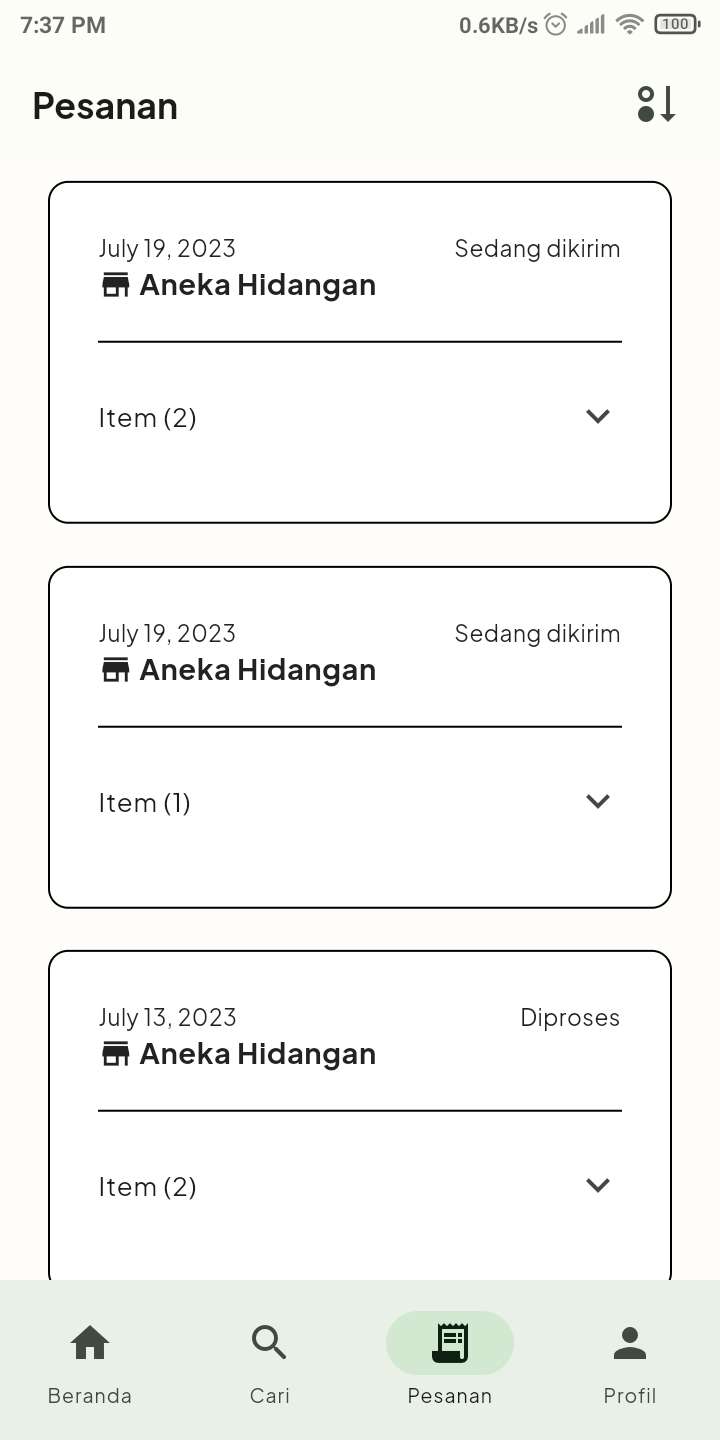 7:37 PM 0.6KB/s 100
Pesanan
July 19, 2023 Sedang dikirim
Aneka Hidangan
Item (2)
July 19, 2023 Sedang dikirim
Aneka Hidangan
Item (1)
July 13, 2023 Diproses
Aneka Hidangan
Item (2)
Beranda Cari Pesanan Profil